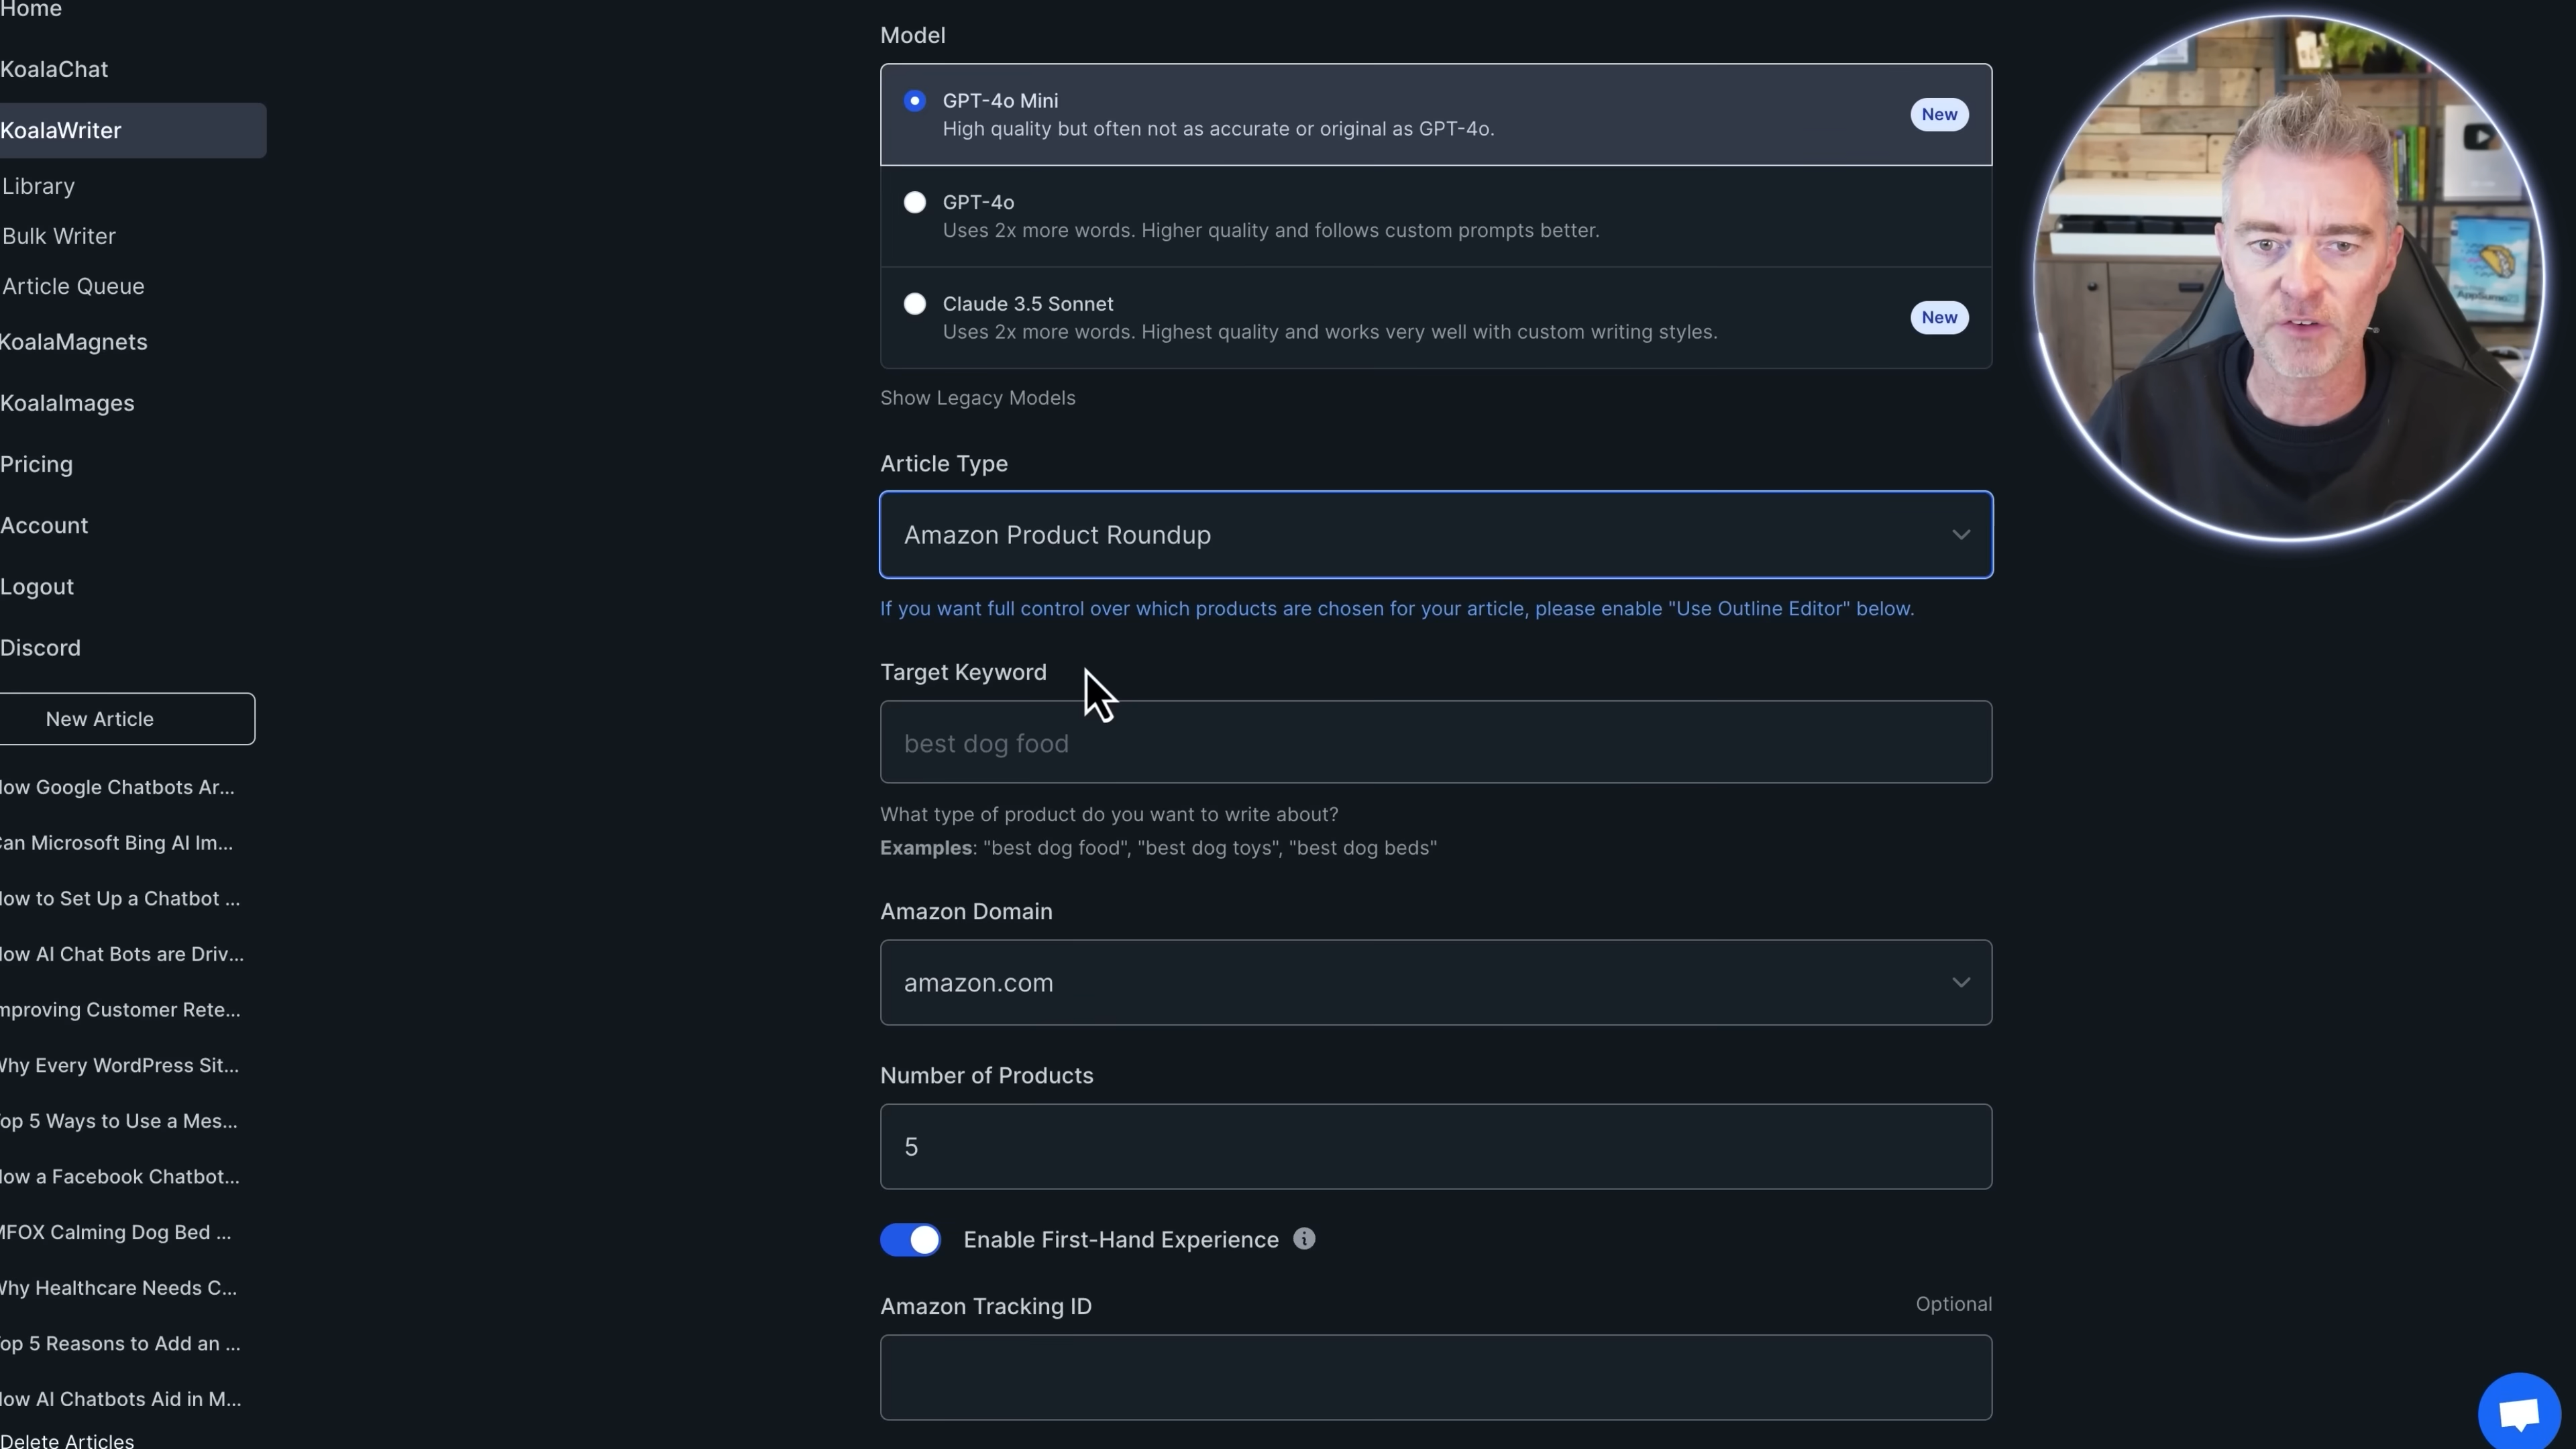 Home
KoalaChat
KoalaWriter
Library
Bulk Writer
Article Queue
KoalaMagnets
KoalaImages
Pricing
Account
Logout
Discord
New Article
ow Google Chatbots Ar...
an Microsoft Bing AI Im...
ow to Set Up a Chatbot ...
ow AI Chat Bots are Driv...
mproving Customer Rete...
Why Every WordPress Sit...
op 5 Ways to Use a Mes...
ow a Facebook Chatbot...
MFOX Calming Dog Bed ...
Why Healthcare Needs C...
op 5 Reasons to Add an ...
ow AI Chatbots Aid in M...
Delete Articles
Model
GPT-4o Mini
High quality but often not as accurate or original as GPT-4o.
New
GPT-4o
Uses 2x more words. Higher quality and follows custom prompts better.
Claude 3.5 Sonnet
Uses 2x more words. Highest quality and works very well with custom writing styles.
New
Show Legacy Models
Article Type
Amazon Product Roundup
If you want full control over which products are chosen for your article, please enable "Use Outline Editor" below.
Target Keyword
best dog food
What type of product do you want to write about?
Examples: "best dog food", "best dog toys", "best dog beds"
Amazon Domain
amazon.com
Number of Products
5
Enable First-Hand Experience
Amazon Tracking ID
Optional
AppSumo